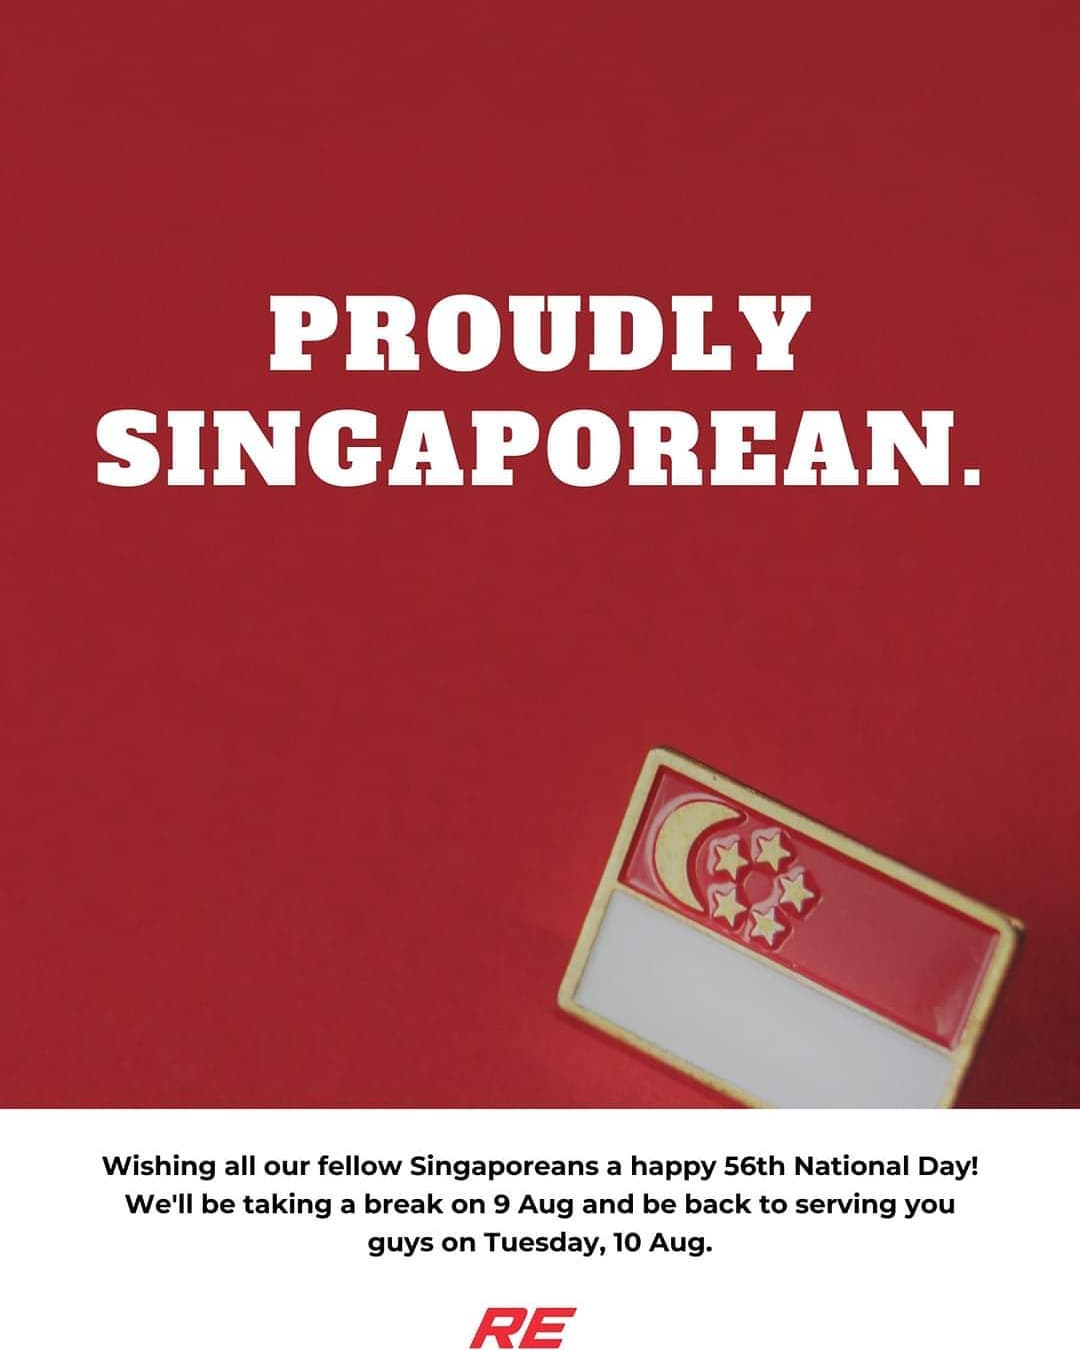 PROUDLY
SINGAPOREAN.
Wishing all our fellow Singaporeans a happy 56th National Day!
We'll be taking a break on 9 Aug and be back to serving you
guys on Tuesday, 10 Aug.
RE